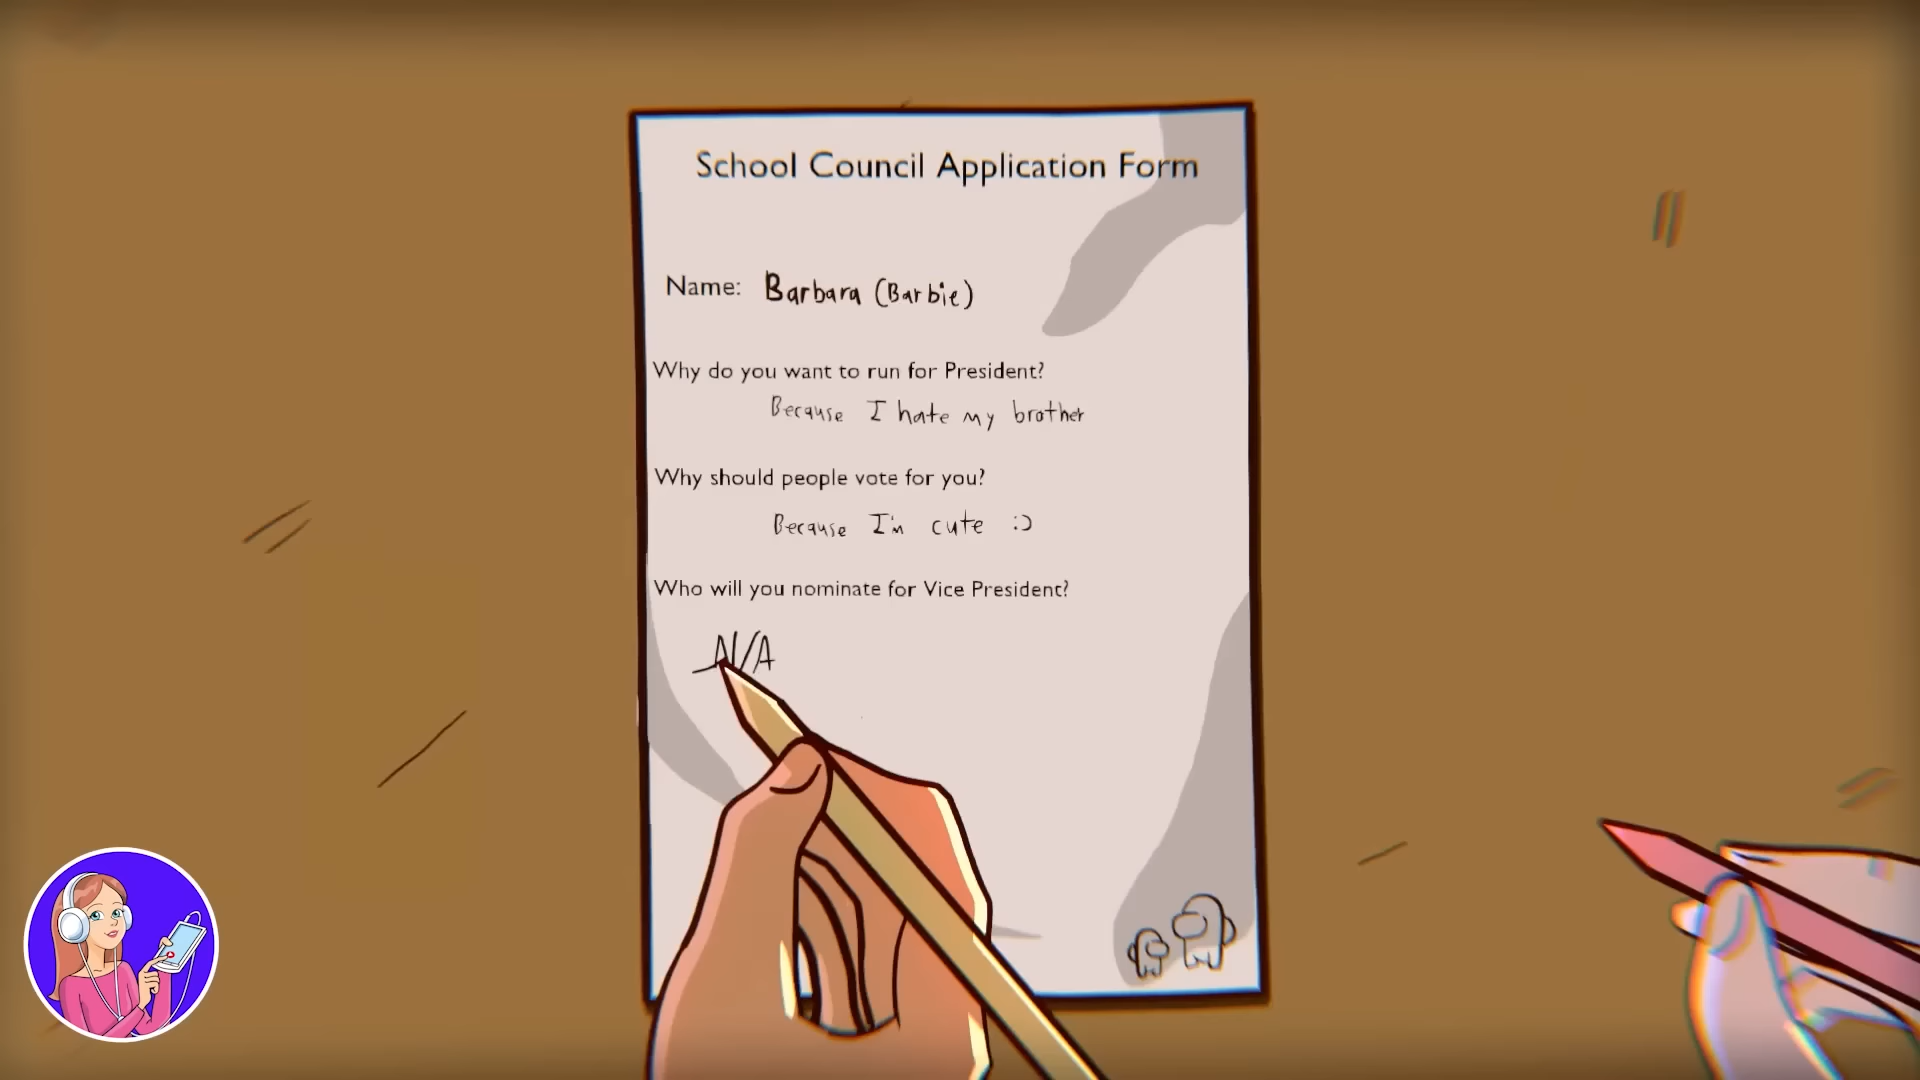 School Council Application Form
Name: Barbara (Barbie)
Why do you want to run for President?
Because I hate my brother
Why should people vote for you?
Because I'm cute :)
Who will you nominate for Vice President?
N/A